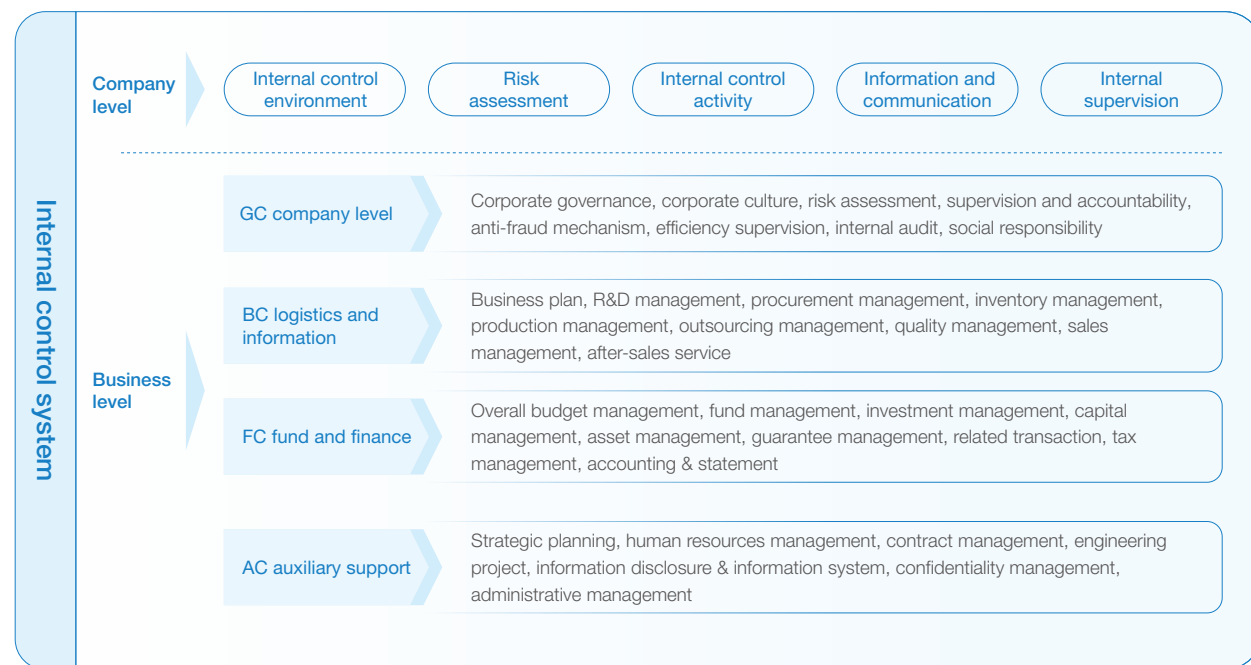 Internal control system
Company
level
Internal control
environment
Risk
assessment
Internal control
activity
Information and
communication
Internal
supervision
Business
level
GC company level
Corporate governance, corporate culture, risk assessment, supervision and accountability,
anti-fraud mechanism, efficiency supervision, internal audit, social responsibility
BC logistics and
information
Business plan, R&D management, procurement management, inventory management,
production management, outsourcing management, quality management, sales
management, after-sales service
FC fund and finance
Overall budget management, fund management, investment management, capital
management, asset management, guarantee management, related transaction, tax
management, accounting & statement
AC auxiliary support
Strategic planning, human resources management, contract management, engineering
project, information disclosure & information system, confidentiality management,
administrative management